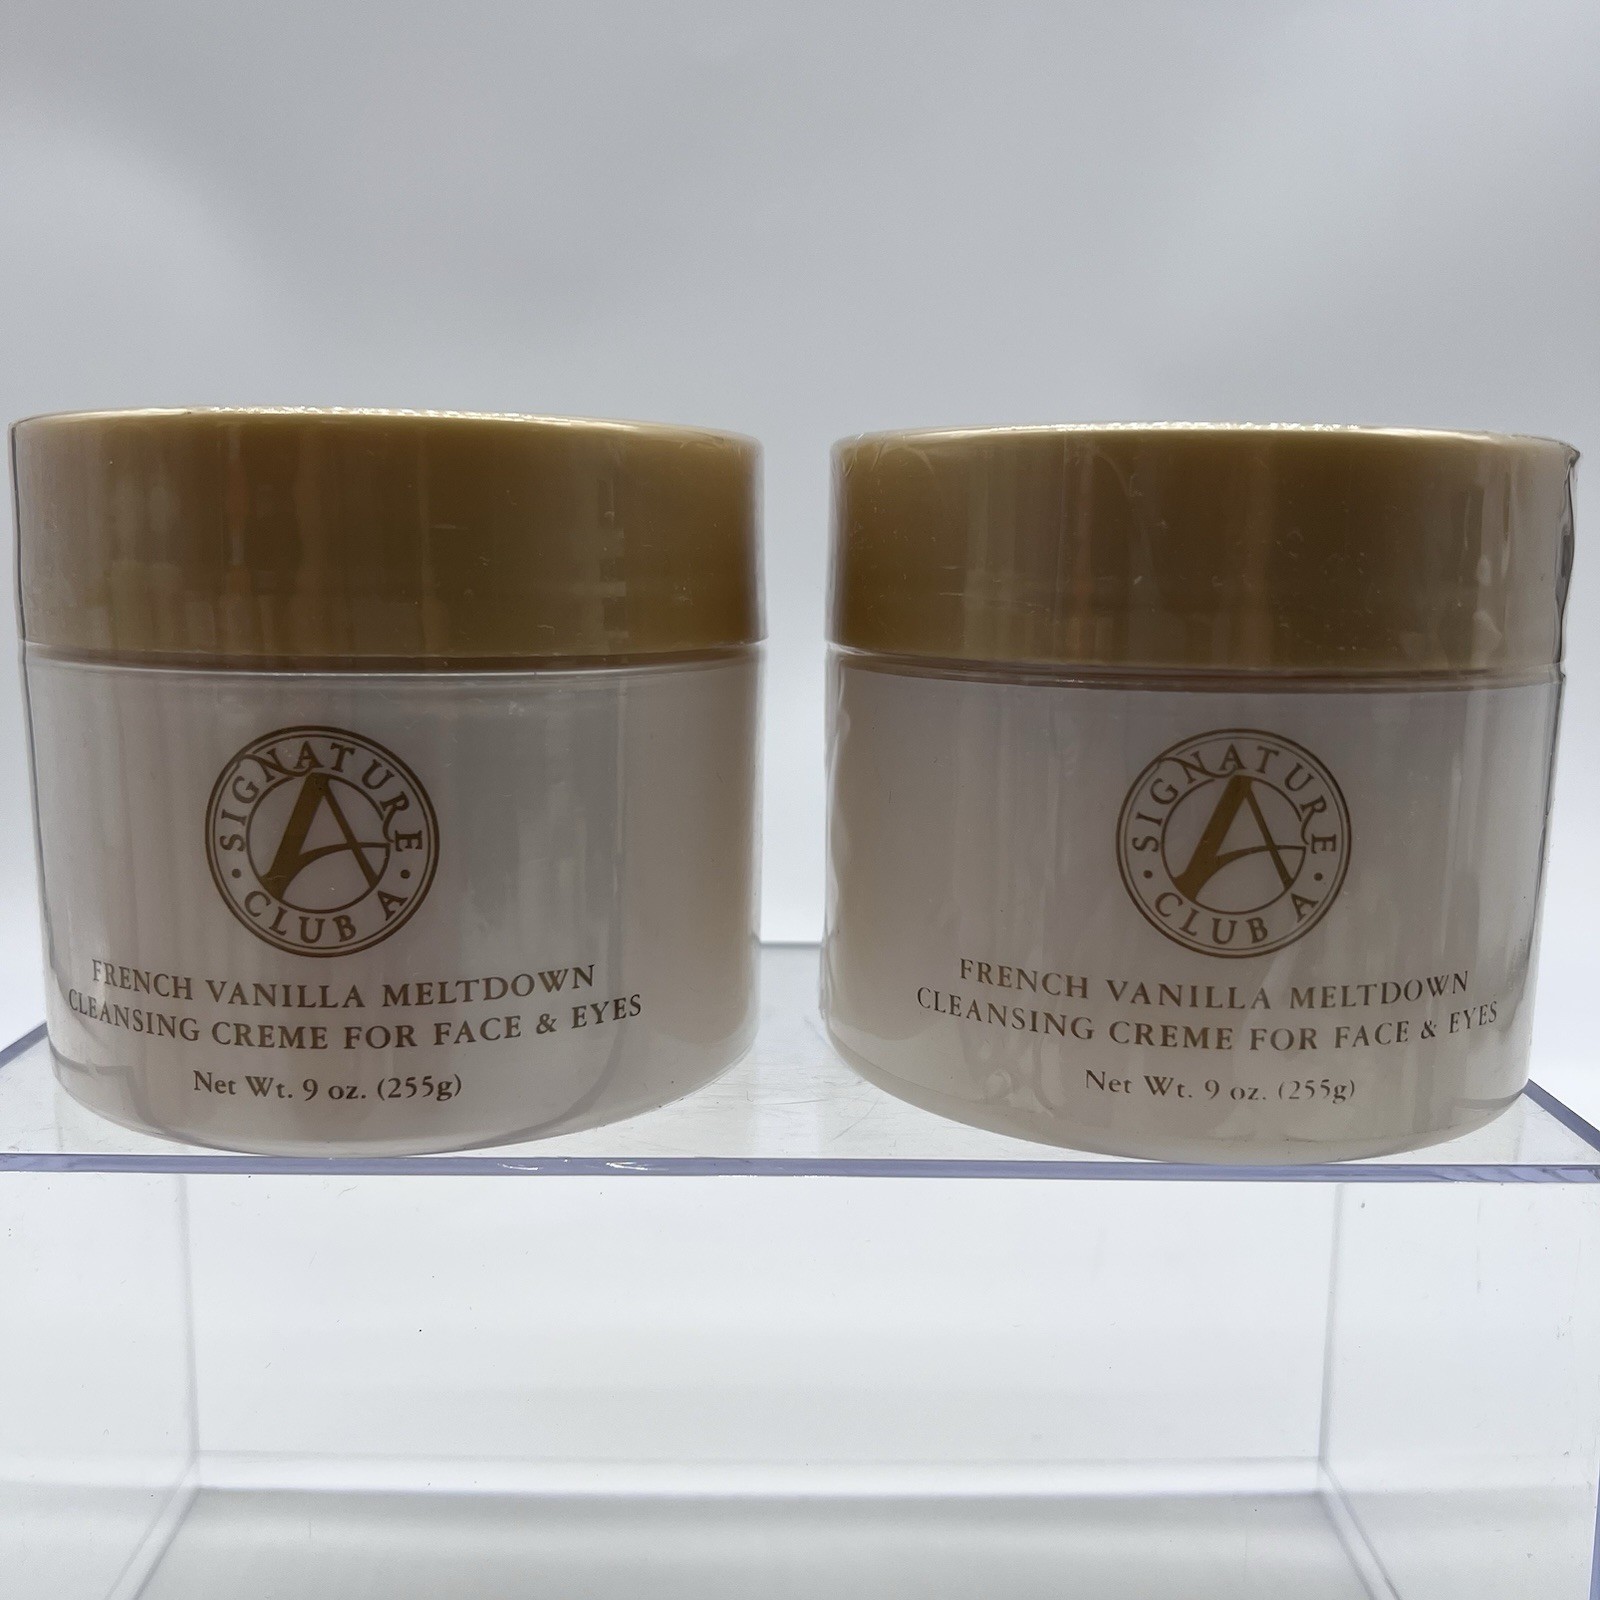 SIGNATURE
CLUB A
A
FRENCH VANILLA MELTDOWN
CLEANSING CREME FOR FACE & EYES
Net Wt. 9 oz. (255g)
SIGNATURE
CLUB A
A
FRENCH VANILLA MELTDOWN
CLEANSING CREME FOR FACE & EYES
Net Wt. 9 oz. (255g)